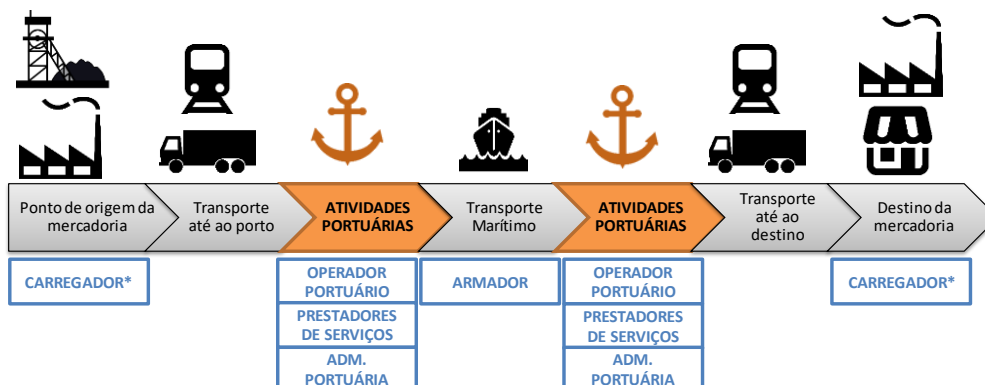 Ponto de origem da
mercadoria
Transporte
até ao porto
ATIVIDADES
PORTUÁRIAS
Transporte
Marítimo
ATIVIDADES
PORTUÁRIAS
Transporte
até ao
destino
Destino da
mercadoria
CARREGADOR*
OPERADOR
PORTUÁRIO
PRESTADORES
DE SERVIÇOS
ADM.
PORTUÁRIA
ARMADOR
OPERADOR
PORTUÁRIO
PRESTADORES
DE SERVIÇOS
ADM.
PORTUÁRIA
CARREGADOR*